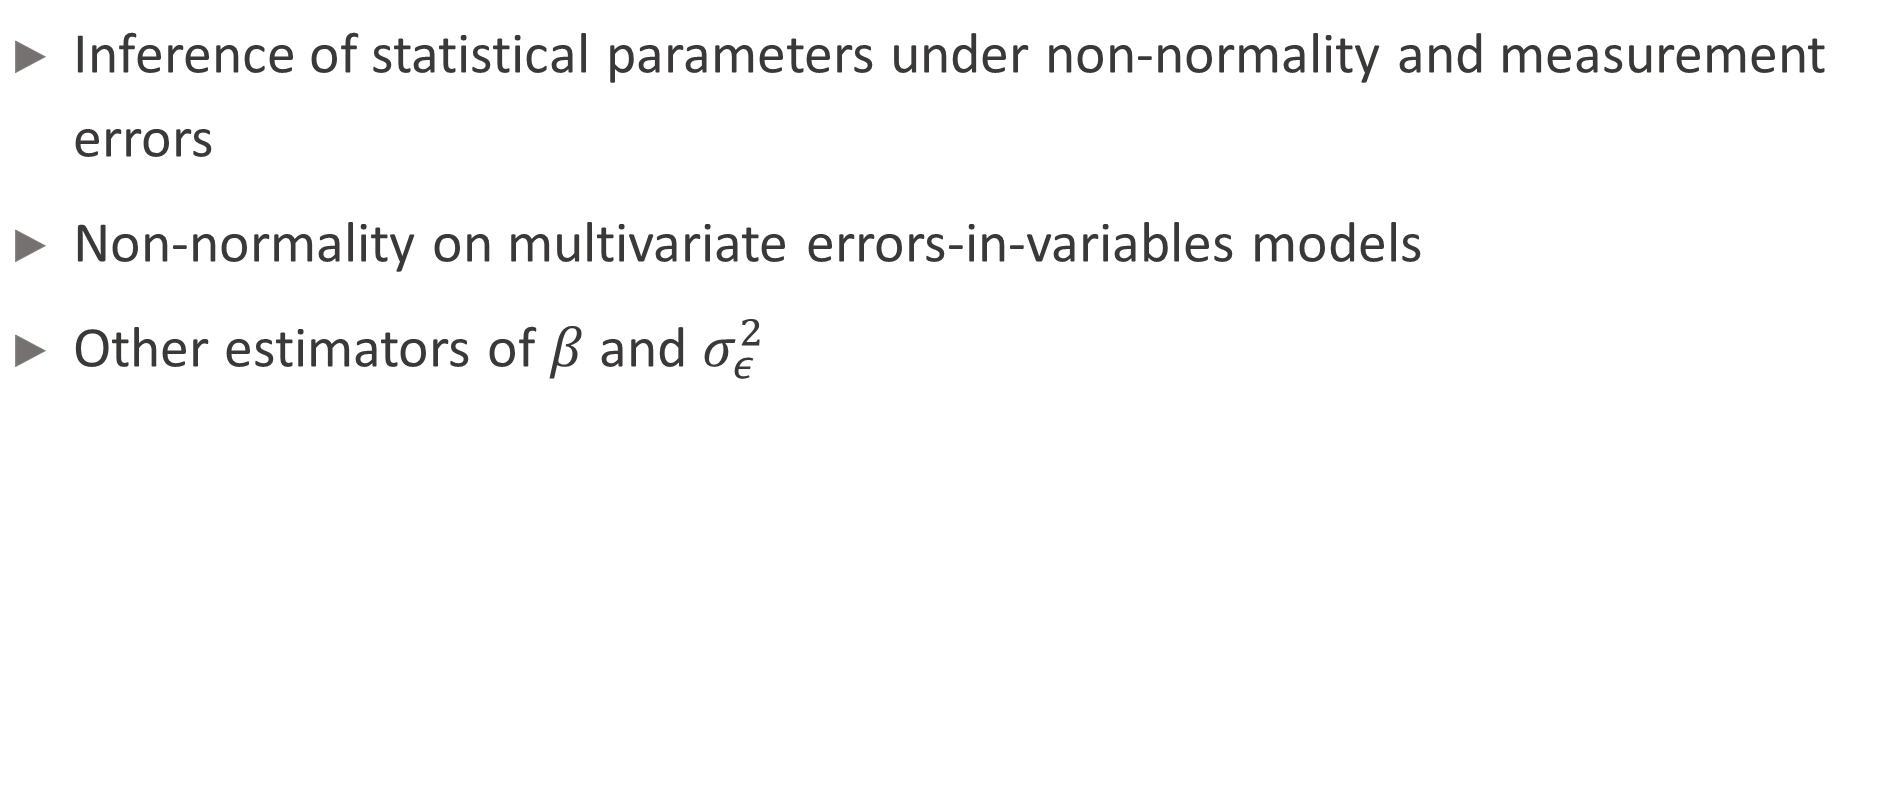 ▶ Inference of statistical parameters under non-normality and measurement
errors
▶ Non-normality on multivariate errors-in-variables models
▶ Other estimators of 𝛽 and 𝜎²_𝜖